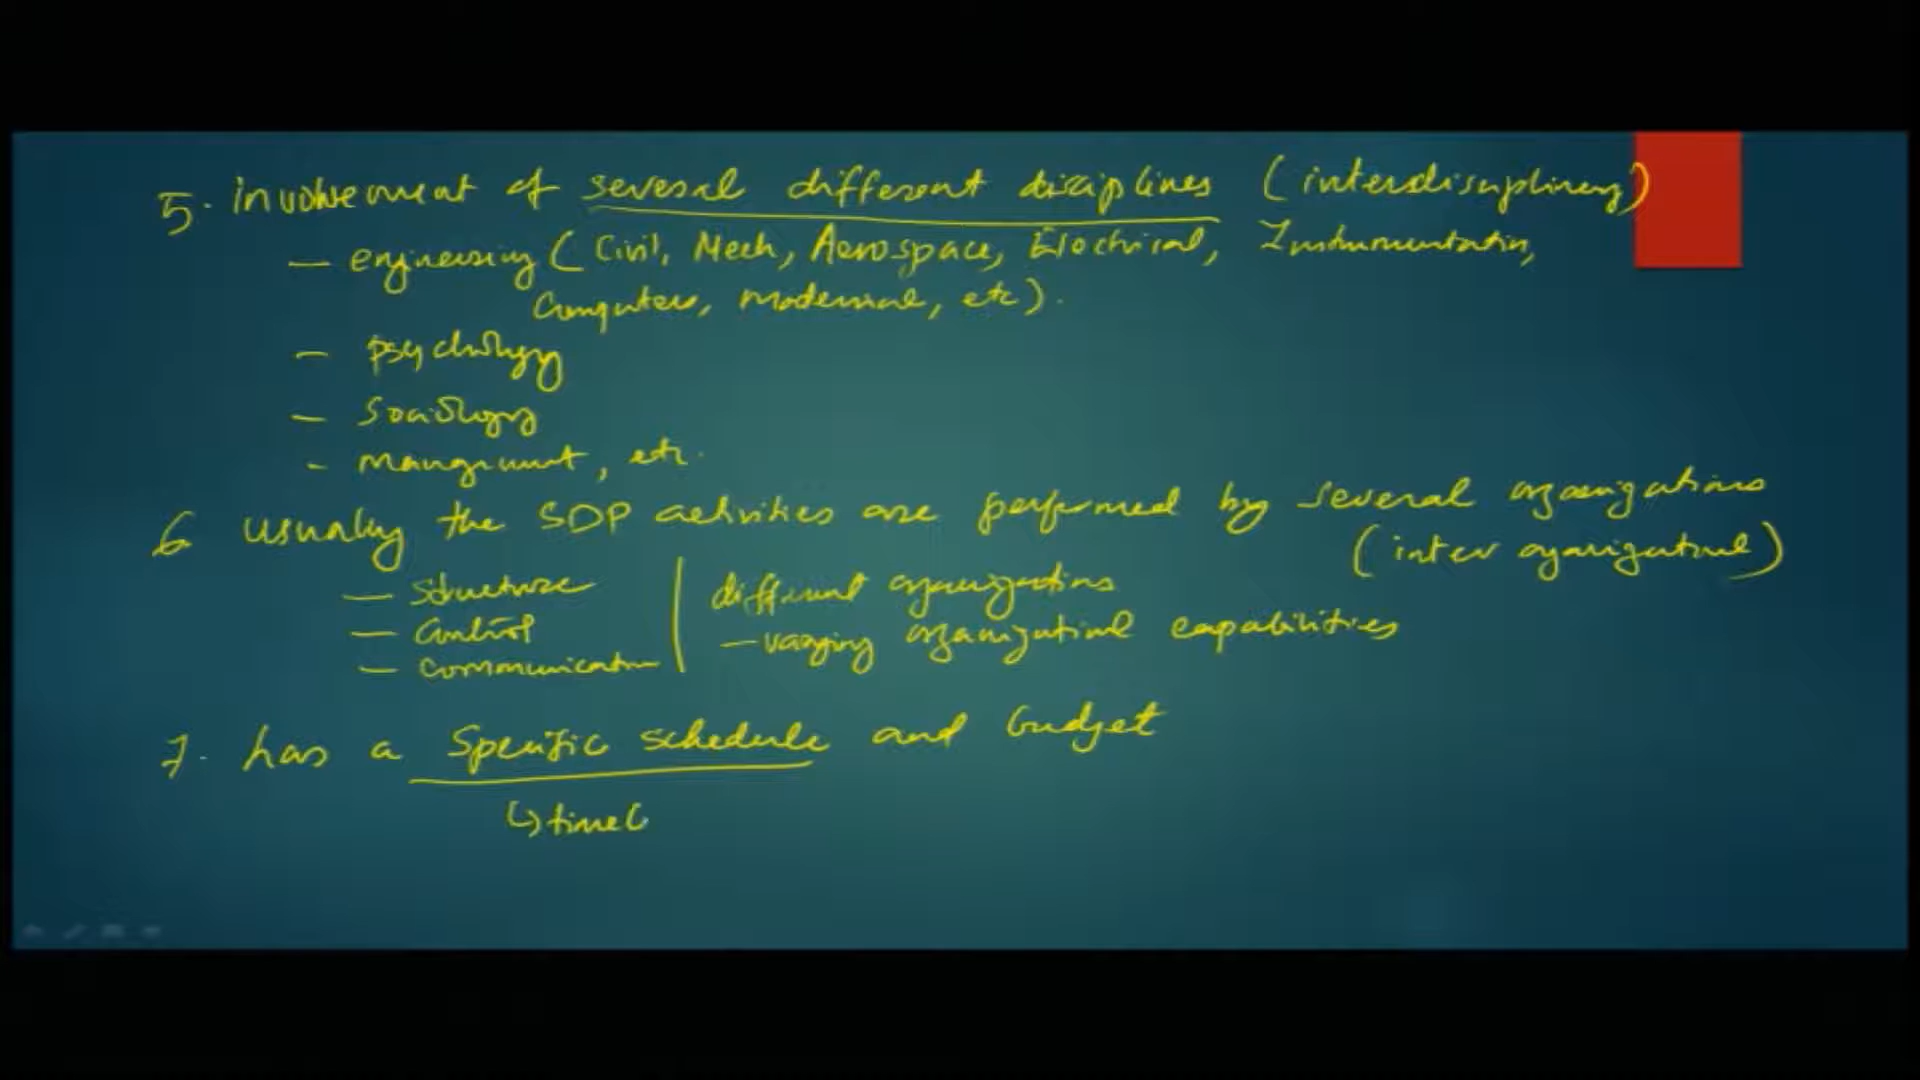 5. involvement of several different disciplines (interdisciplinary)
— engineering (Civil, Mech, Aerospace, Electrical, Instrumentation,
Computers, etc).
— psychology
— Sociology
- Mangement, etc.
6 usually the SDP activities are performed by several organizations
(inter organizational)
— Structure different organizations
— Control — varying organizational capabilities
— Communication
7. has a Specific schedule and budget
↳ time(